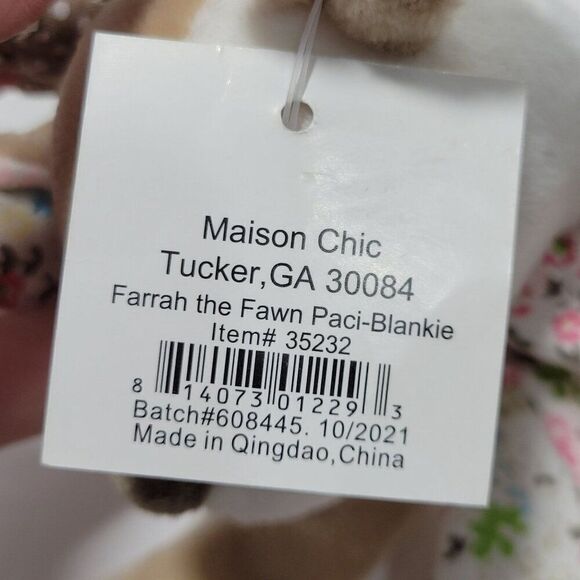 Maison Chic
Tucker,GA 30084
Farrah the Fawn Paci-Blankie
Item# 35232
8 14073 01229 3
Batch#608445. 10/2021
Made in Qingdao,China